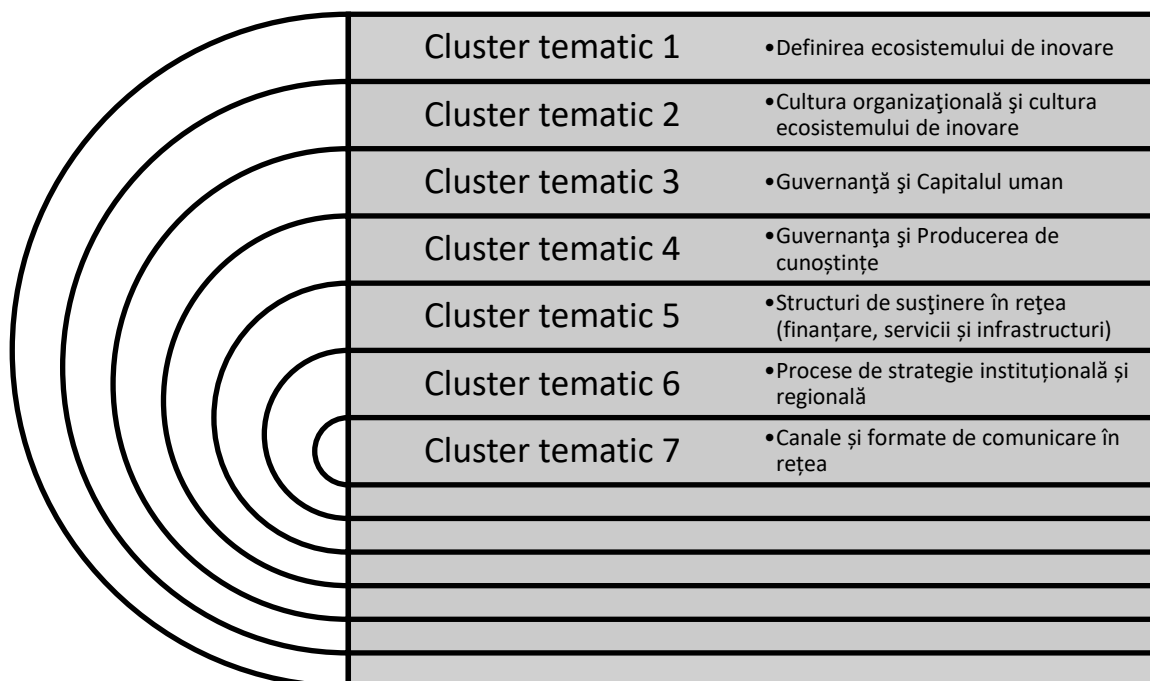 Cluster tematic 1
•Definirea ecosistemului de inovare
Cluster tematic 2
•Cultura organizaţională şi cultura
ecosistemului de inovare
Cluster tematic 3
•Guvernanţă şi Capitalul uman
Cluster tematic 4
•Guvernanţa şi Producerea de
cunoștințe
Cluster tematic 5
•Structuri de susţinere în reţea
(finanțare, servicii și infrastructuri)
Cluster tematic 6
•Procese de strategie instituțională și
regională
Cluster tematic 7
•Canale și formate de comunicare în
rețea